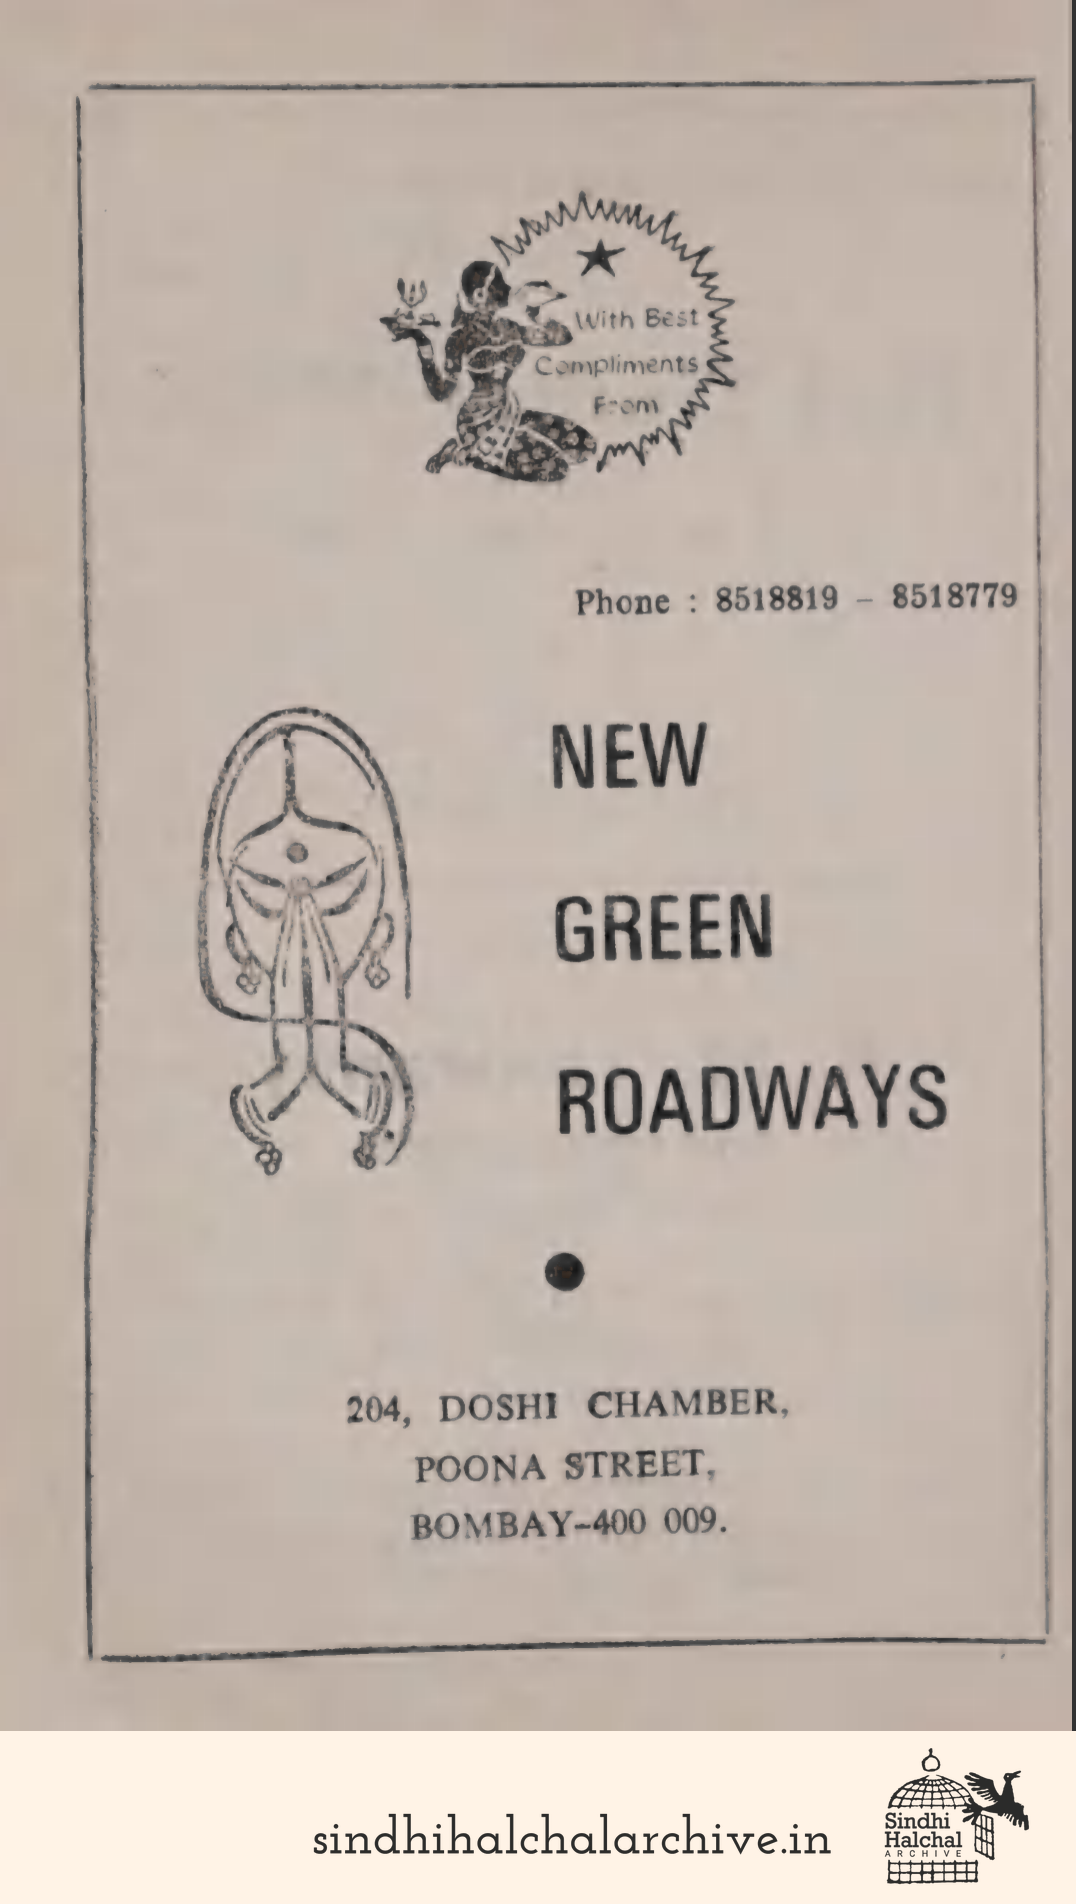 With Best
Compliments
From
Phone : 8518819 – 8518779
NEW
GREEN
ROADWAYS
204, DOSHI CHAMBER,
POONA STREET,
BOMBAY–400 009.
sindhihalchalarchive.in
Sindhi
Halchal
ARCHIVE